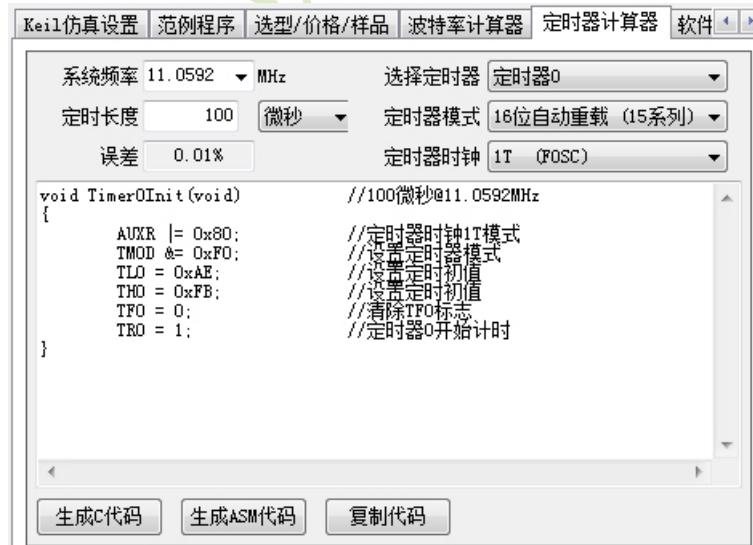 Keil仿真设置 范例程序 选型/价格/样品 波特率计算器 定时器计算器 软件
系统频率 11.0592 MHz 选择定时器 定时器0
定时长度 100 微秒 定时器模式 16位自动重载 (15系列)
误差 0.01% 定时器时钟 1T (FOSC)
void Timer0Init(void) //100微秒@11.0592MHz
{
AUXR |= 0x80; //定时器时钟1T模式
TMOD &= 0xF0; //设置定时器模式
TL0 = 0xAE; //设置定时初值
TH0 = 0xFB; //设置定时初值
TF0 = 0; //清除TF0标志
TR0 = 1; //定时器0开始计时
}
生成C代码 生成ASM代码 复制代码